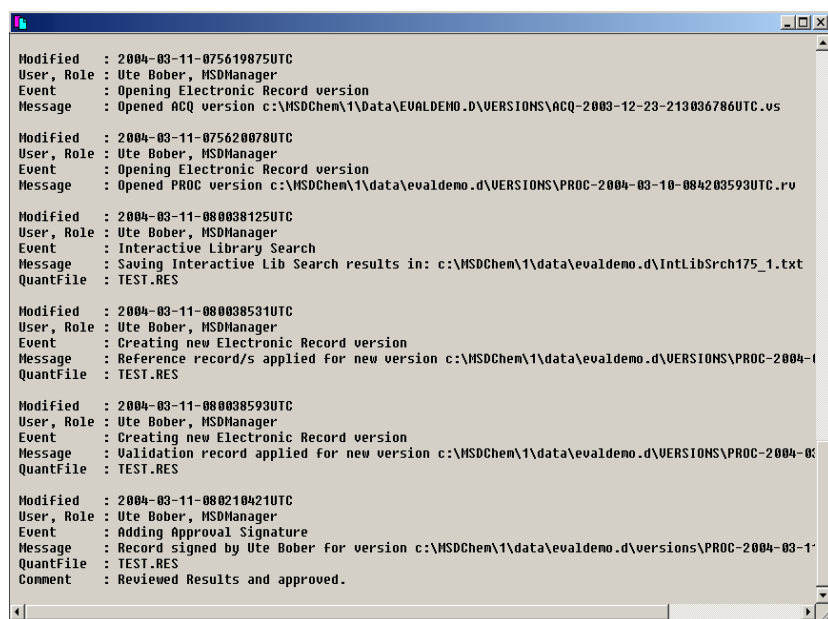 Modified   : 2004-03-11-075619875UTC
User, Role : Ute Bober, MSDManager
Event      : Opening Electronic Record version
Message    : Opened ACQ version c:\MSDChem\1\Data\EVALDEMO.D\VERSIONS\ACQ-2003-12-23-213036786UTC.vs
Modified   : 2004-03-11-075620078UTC
User, Role : Ute Bober, MSDManager
Event      : Opening Electronic Record version
Message    : Opened PROC version c:\MSDChem\1\data\evaldemo.d\VERSIONS\PROC-2004-03-10-084203593UTC.rv
Modified   : 2004-03-11-080038125UTC
User, Role : Ute Bober, MSDManager
Event      : Interactive Library Search
Message    : Saving Interactive Lib Search results in: c:\MSDChem\1\data\evaldemo.d\IntLibSrch175_1.txt
QuantFile  : TEST.RES
Modified   : 2004-03-11-080038531UTC
User, Role : Ute Bober, MSDManager
Event      : Creating new Electronic Record version
Message    : Reference record/s applied for new version c:\MSDChem\1\data\evaldemo.d\VERSIONS\PROC-2004-
QuantFile  : TEST.RES
Modified   : 2004-03-11-080038593UTC
User, Role : Ute Bober, MSDManager
Event      : Creating new Electronic Record version
Message    : Validation record applied for new version c:\MSDChem\1\data\evaldemo.d\VERSIONS\PROC-2004-03
QuantFile  : TEST.RES
Modified   : 2004-03-11-080210421UTC
User, Role : Ute Bober, MSDManager
Event      : Adding Approval Signature
Message    : Record signed by Ute Bober for version c:\MSDChem\1\data\evaldemo.d\versions\PROC-2004-03-11
QuantFile  : TEST.RES
Comment    : Reviewed Results and approved.